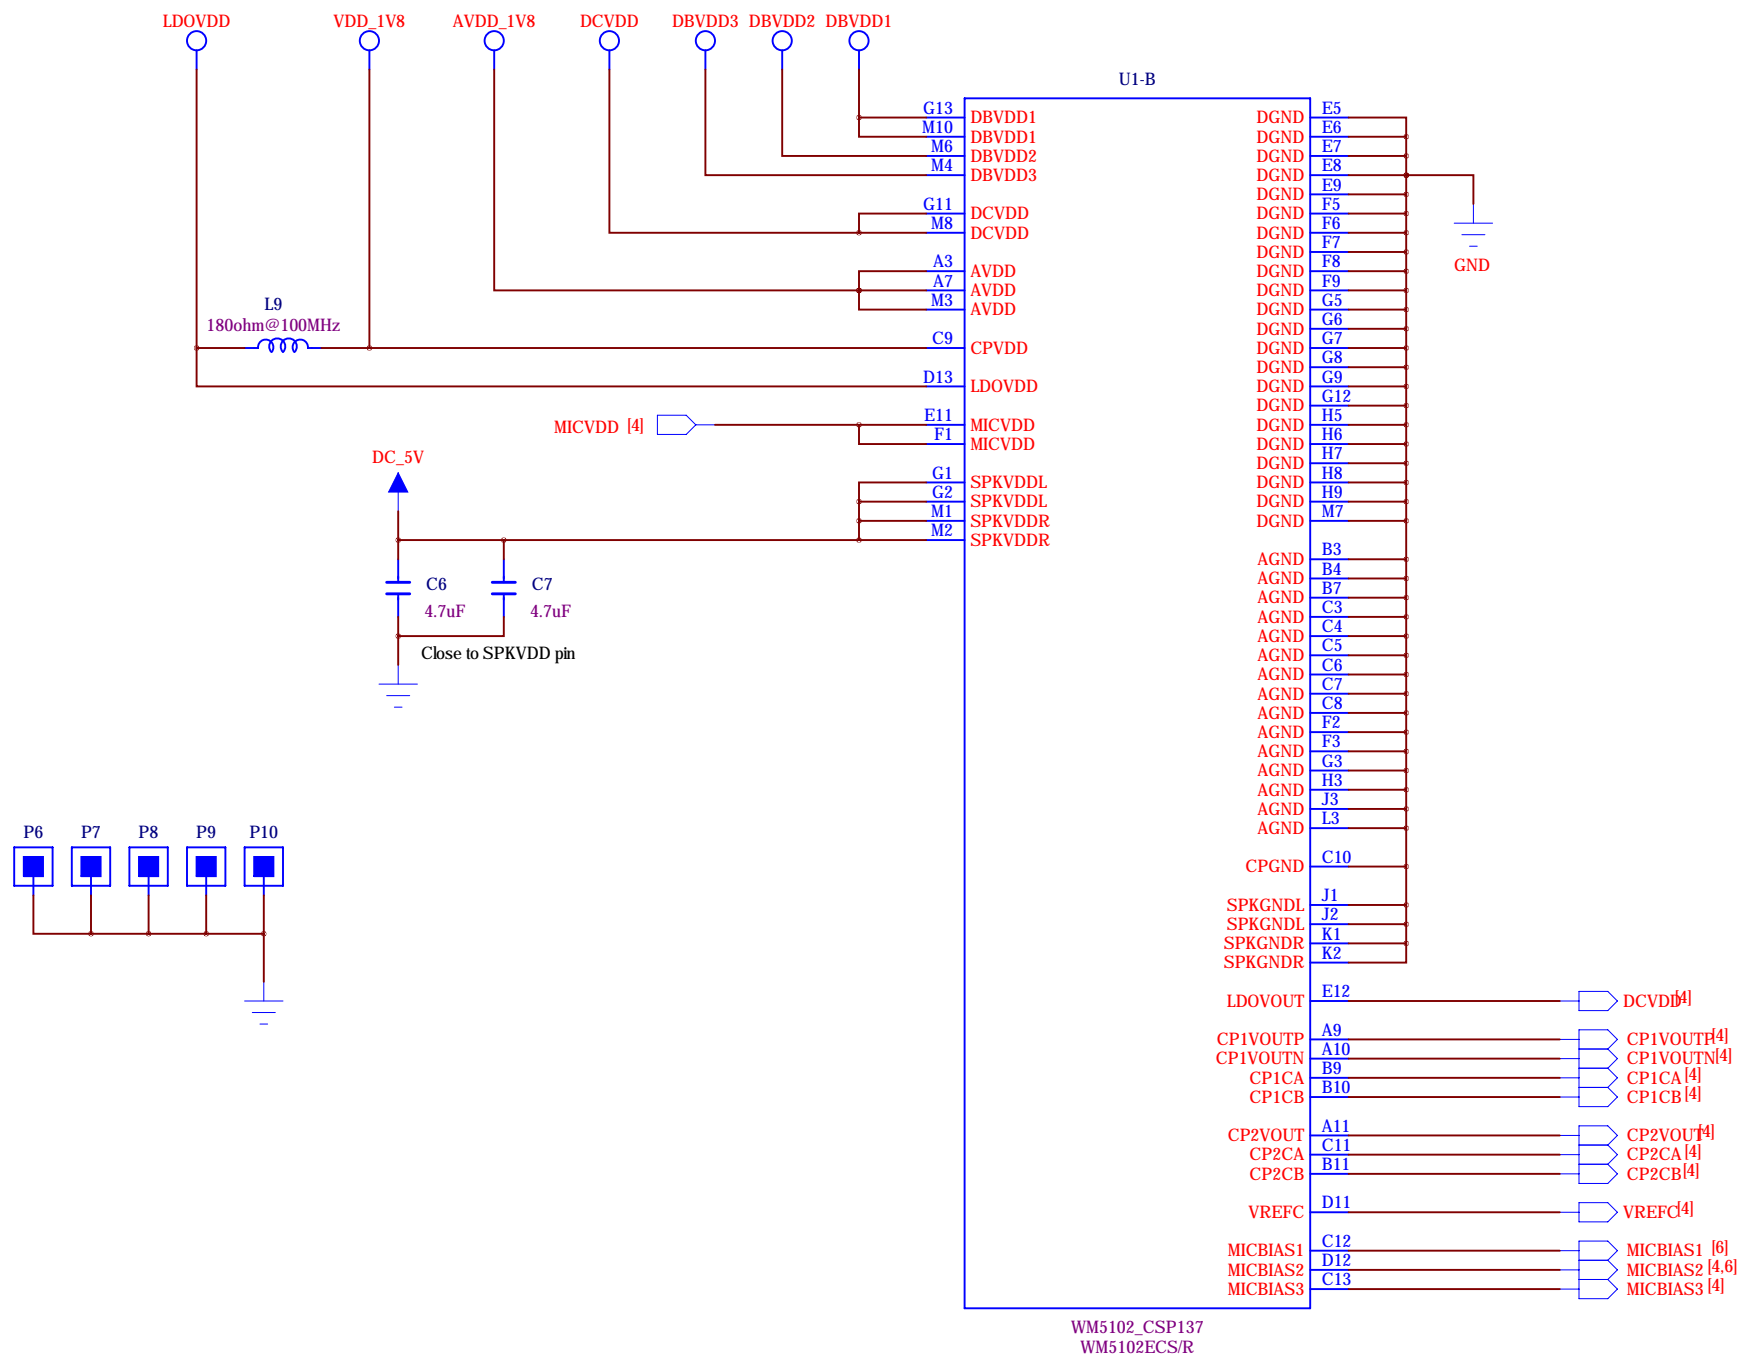 LDOVDD VDD_1V8 AVDD_1V8 DCVDD DBVDD3 DBVDD2 DBVDD1
U1-B
G13 DBVDD1 DGND E5
M10 DBVDD1 DGND E6
M6 DBVDD2 DGND E7
M4 DBVDD3 DGND E8
DGND E9
G11 DCVDD DGND F5
M8 DCVDD DGND F6
DGND F7
A3 AVDD DGND F8
A7 AVDD DGND F9
M3 AVDD DGND G5
DGND G6
C9 CPVDD DGND G7
DGND G8
D13 LDOVDD DGND G9
DGND G12
E11 MICVDD DGND H5
F1 MICVDD DGND H6
DGND H7
G1 SPKVDDL DGND H8
G2 SPKVDDL DGND H9
M1 SPKVDDR DGND M7
M2 SPKVDDR
GND
L9
180ohm@100MHz
MICVDD [4]
DC_5V
C6
4.7uF
C7
4.7uF
Close to SPKVDD pin
AGND B3
AGND B4
AGND B7
AGND C3
AGND C4
AGND C5
AGND C6
AGND C7
AGND C8
AGND F2
AGND F3
AGND G3
AGND H3
AGND J3
AGND L3
CPGND C10
SPKGNDL J1
SPKGNDL J2
SPKGNDR K1
SPKGNDR K2
P6 P7 P8 P9 P10
LDOVOUT E12 DCVDD [4]
CP1VOUTP A9 CP1VOUTP [4]
CP1VOUTN A10 CP1VOUTN [4]
CP1CA B9 CP1CA [4]
CP1CB B10 CP1CB [4]
CP2VOUT A11 CP2VOUT [4]
CP2CA C11 CP2CA [4]
CP2CB B11 CP2CB [4]
VREFC D11 VREFC [4]
MICBIAS1 C12 MICBIAS1 [6]
MICBIAS2 D12 MICBIAS2 [4,6]
MICBIAS3 C13 MICBIAS3 [4]
WM5102_CSP137
WM5102ECS/R